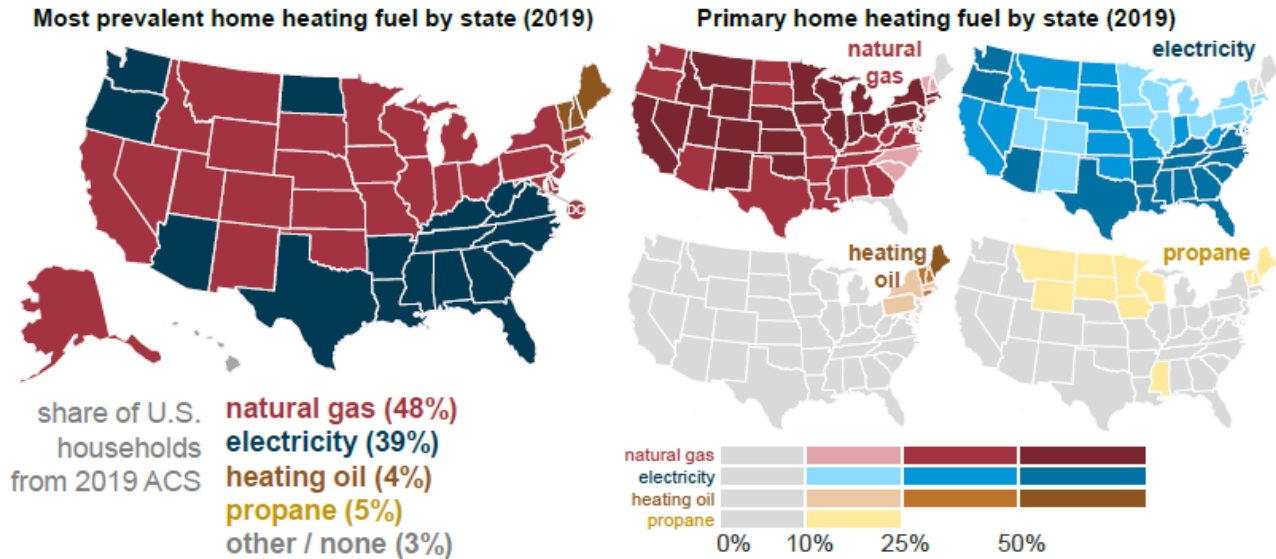 Most prevalent home heating fuel by state (2019)
DC
share of U.S.
households
from 2019 ACS
natural gas (48%)
electricity (39%)
heating oil (4%)
propane (5%)
other / none (3%)
Primary home heating fuel by state (2019)
natural
gas
electricity
heating
oil
propane
natural gas
electricity
heating oil
propane
0% 10% 25% 50%